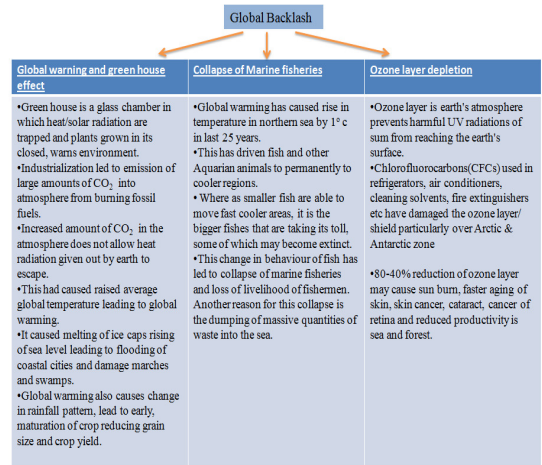 Global Backlash
Global warning and green house
effect
•Green house is a glass chamber in
which heat/solar radiation are
trapped and plants grown in its
closed, warns environment.
•Industrialization led to emission of
large amounts of CO2 into
atmosphere from burning fossil
fuels.
•Increased amount of CO2 in the
atmosphere does not allow heat
radiation given out by earth to
escape.
•This had caused raised average
global temperature leading to global
warming.
•It caused melting of ice caps rising
of sea level leading to flooding of
coastal cities and damage marches
and swamps.
•Global warming also causes change
in rainfall pattern, lead to early,
maturation of crop reducing grain
size and crop yield.
Collapse of Marine fisheries
•Global warming has caused rise in
temperature in northern sea by 1° c
in last 25 years.
•This has driven fish and other
Aquarian animals to permanently to
cooler regions.
• Where as smaller fish are able to
move fast cooler areas, it is the
bigger fishes that are taking its toll,
some of which may become extinct.
•This change in behaviour of fish has
led to collapse of marine fisheries
and loss of livelihood of fishermen.
Another reason for this collapse is
the dumping of massive quantities of
waste into the sea.
Ozone layer depletion
•Ozone layer is earth's atmosphere
prevents harmful UV radiations of
sum from reaching the earth's
surface.
•Chlorofluorocarbons(CFCs) used in
refrigerators, air conditioners,
cleaning solvents, fire extinguishers
etc have damaged the ozone layer/
shield particularly over Arctic &
Antarctic zone
•80-40% reduction of ozone layer
may cause sun burn, faster aging of
skin, skin cancer, cataract, cancer of
retina and reduced productivity is
sea and forest.